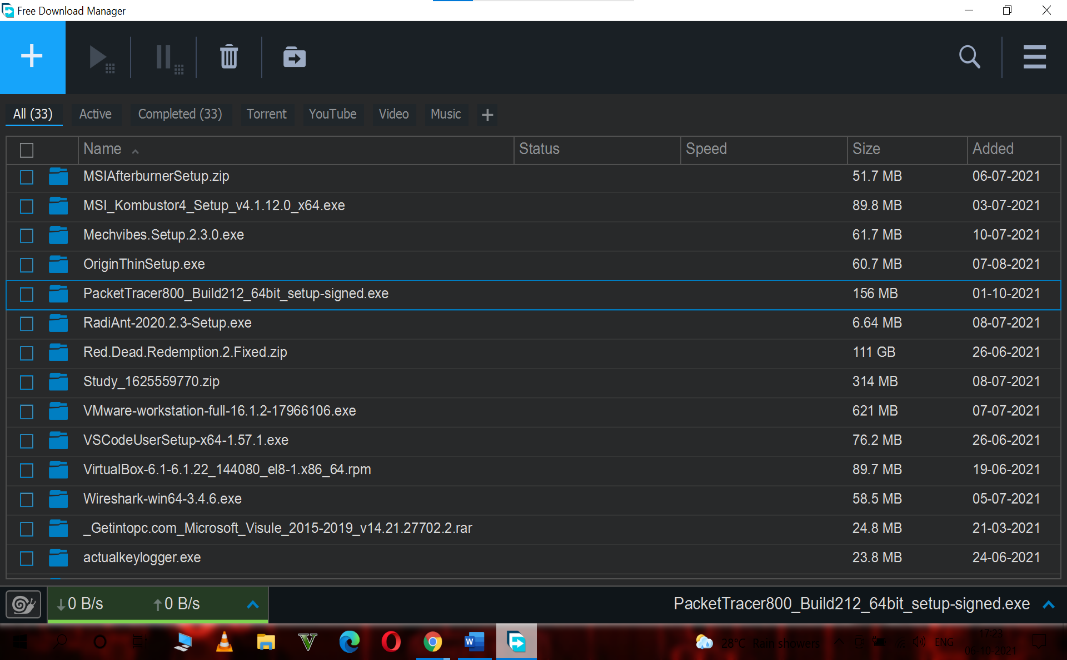 Free Download Manager
All (33) Active Completed (33) Torrent YouTube Video Music +
Name Status Speed Size Added
MSIAfterburnerSetup.zip 51.7 MB 06-07-2021
MSI_Kombustor4_Setup_v4.1.12.0_x64.exe 89.8 MB 03-07-2021
Mechvibes.Setup.2.3.0.exe 61.7 MB 10-07-2021
OriginThinSetup.exe 60.7 MB 07-08-2021
PacketTracer800_Build212_64bit_setup-signed.exe 156 MB 01-10-2021
RadiAnt-2020.2.3-Setup.exe 6.64 MB 08-07-2021
Red.Dead.Redemption.2.Fixed.zip 111 GB 26-06-2021
Study_1625559770.zip 314 MB 08-07-2021
VMware-workstation-full-16.1.2-17966106.exe 621 MB 07-07-2021
VSCodeUserSetup-x64-1.57.1.exe 76.2 MB 26-06-2021
VirtualBox-6.1-6.1.22_144080_el8-1.x86_64.rpm 89.7 MB 19-06-2021
Wireshark-win64-3.4.6.exe 58.5 MB 05-07-2021
_Getintopc.com_Microsoft_Visule_2015-2019_v14.21.27702.2.rar 24.8 MB 21-03-2021
actualkeylogger.exe 23.8 MB 24-06-2021
↓0 B/s ↑0 B/s PacketTracer800_Build212_64bit_setup-signed.exe
28°C Rain showers ENG